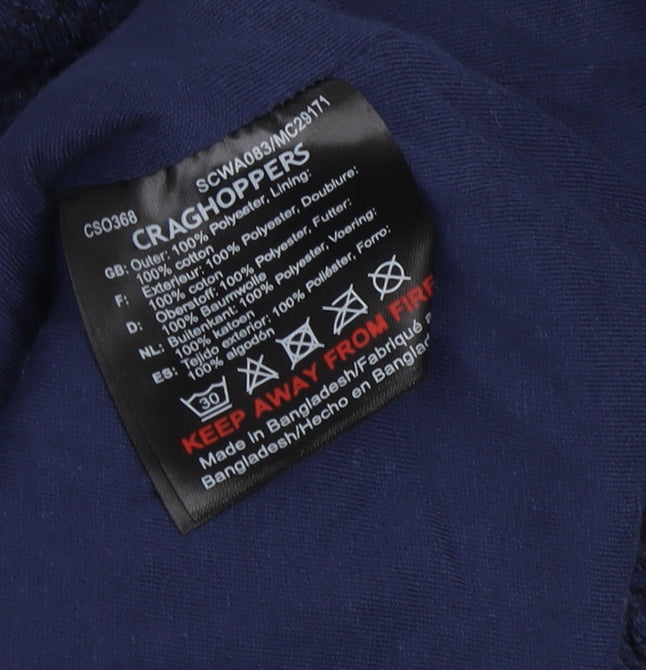 SCWA083/MC29171
CSO368
CRAGHOPPERS
GB: Outer: 100% Polyester, Lining:
100% cotton
F: Exterieur: 100% Polyester, Doublure:
100% coton
D: Oberstoff: 100% Polyester, Futter:
100% Baumwolle
NL: Buitenkant: 100% Polyester, Voering:
100% katoen
ES: Tejido exterior: 100% Poliéster, Forro:
100% algodón
30
KEEP AWAY FROM FIRE
Made in Bangladesh/Fabriqué
Bangladesh/Hecho en